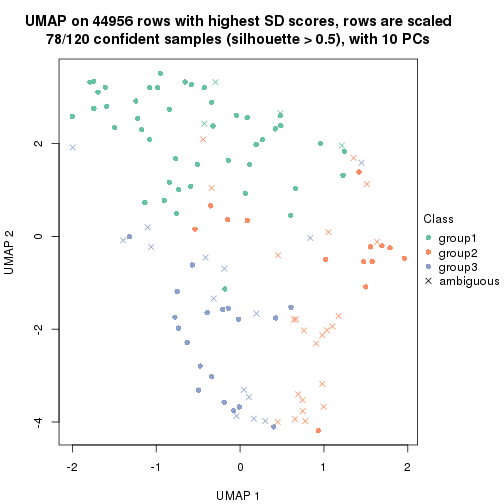 UMAP on 44956 rows with highest SD scores, rows are scaled
78/120 confident samples (silhouette > 0.5), with 10 PCs
UMAP 2
2
0
-2
-4
-2
-1
0
1
2
UMAP 1
Class
group1
group2
group3
ambiguous